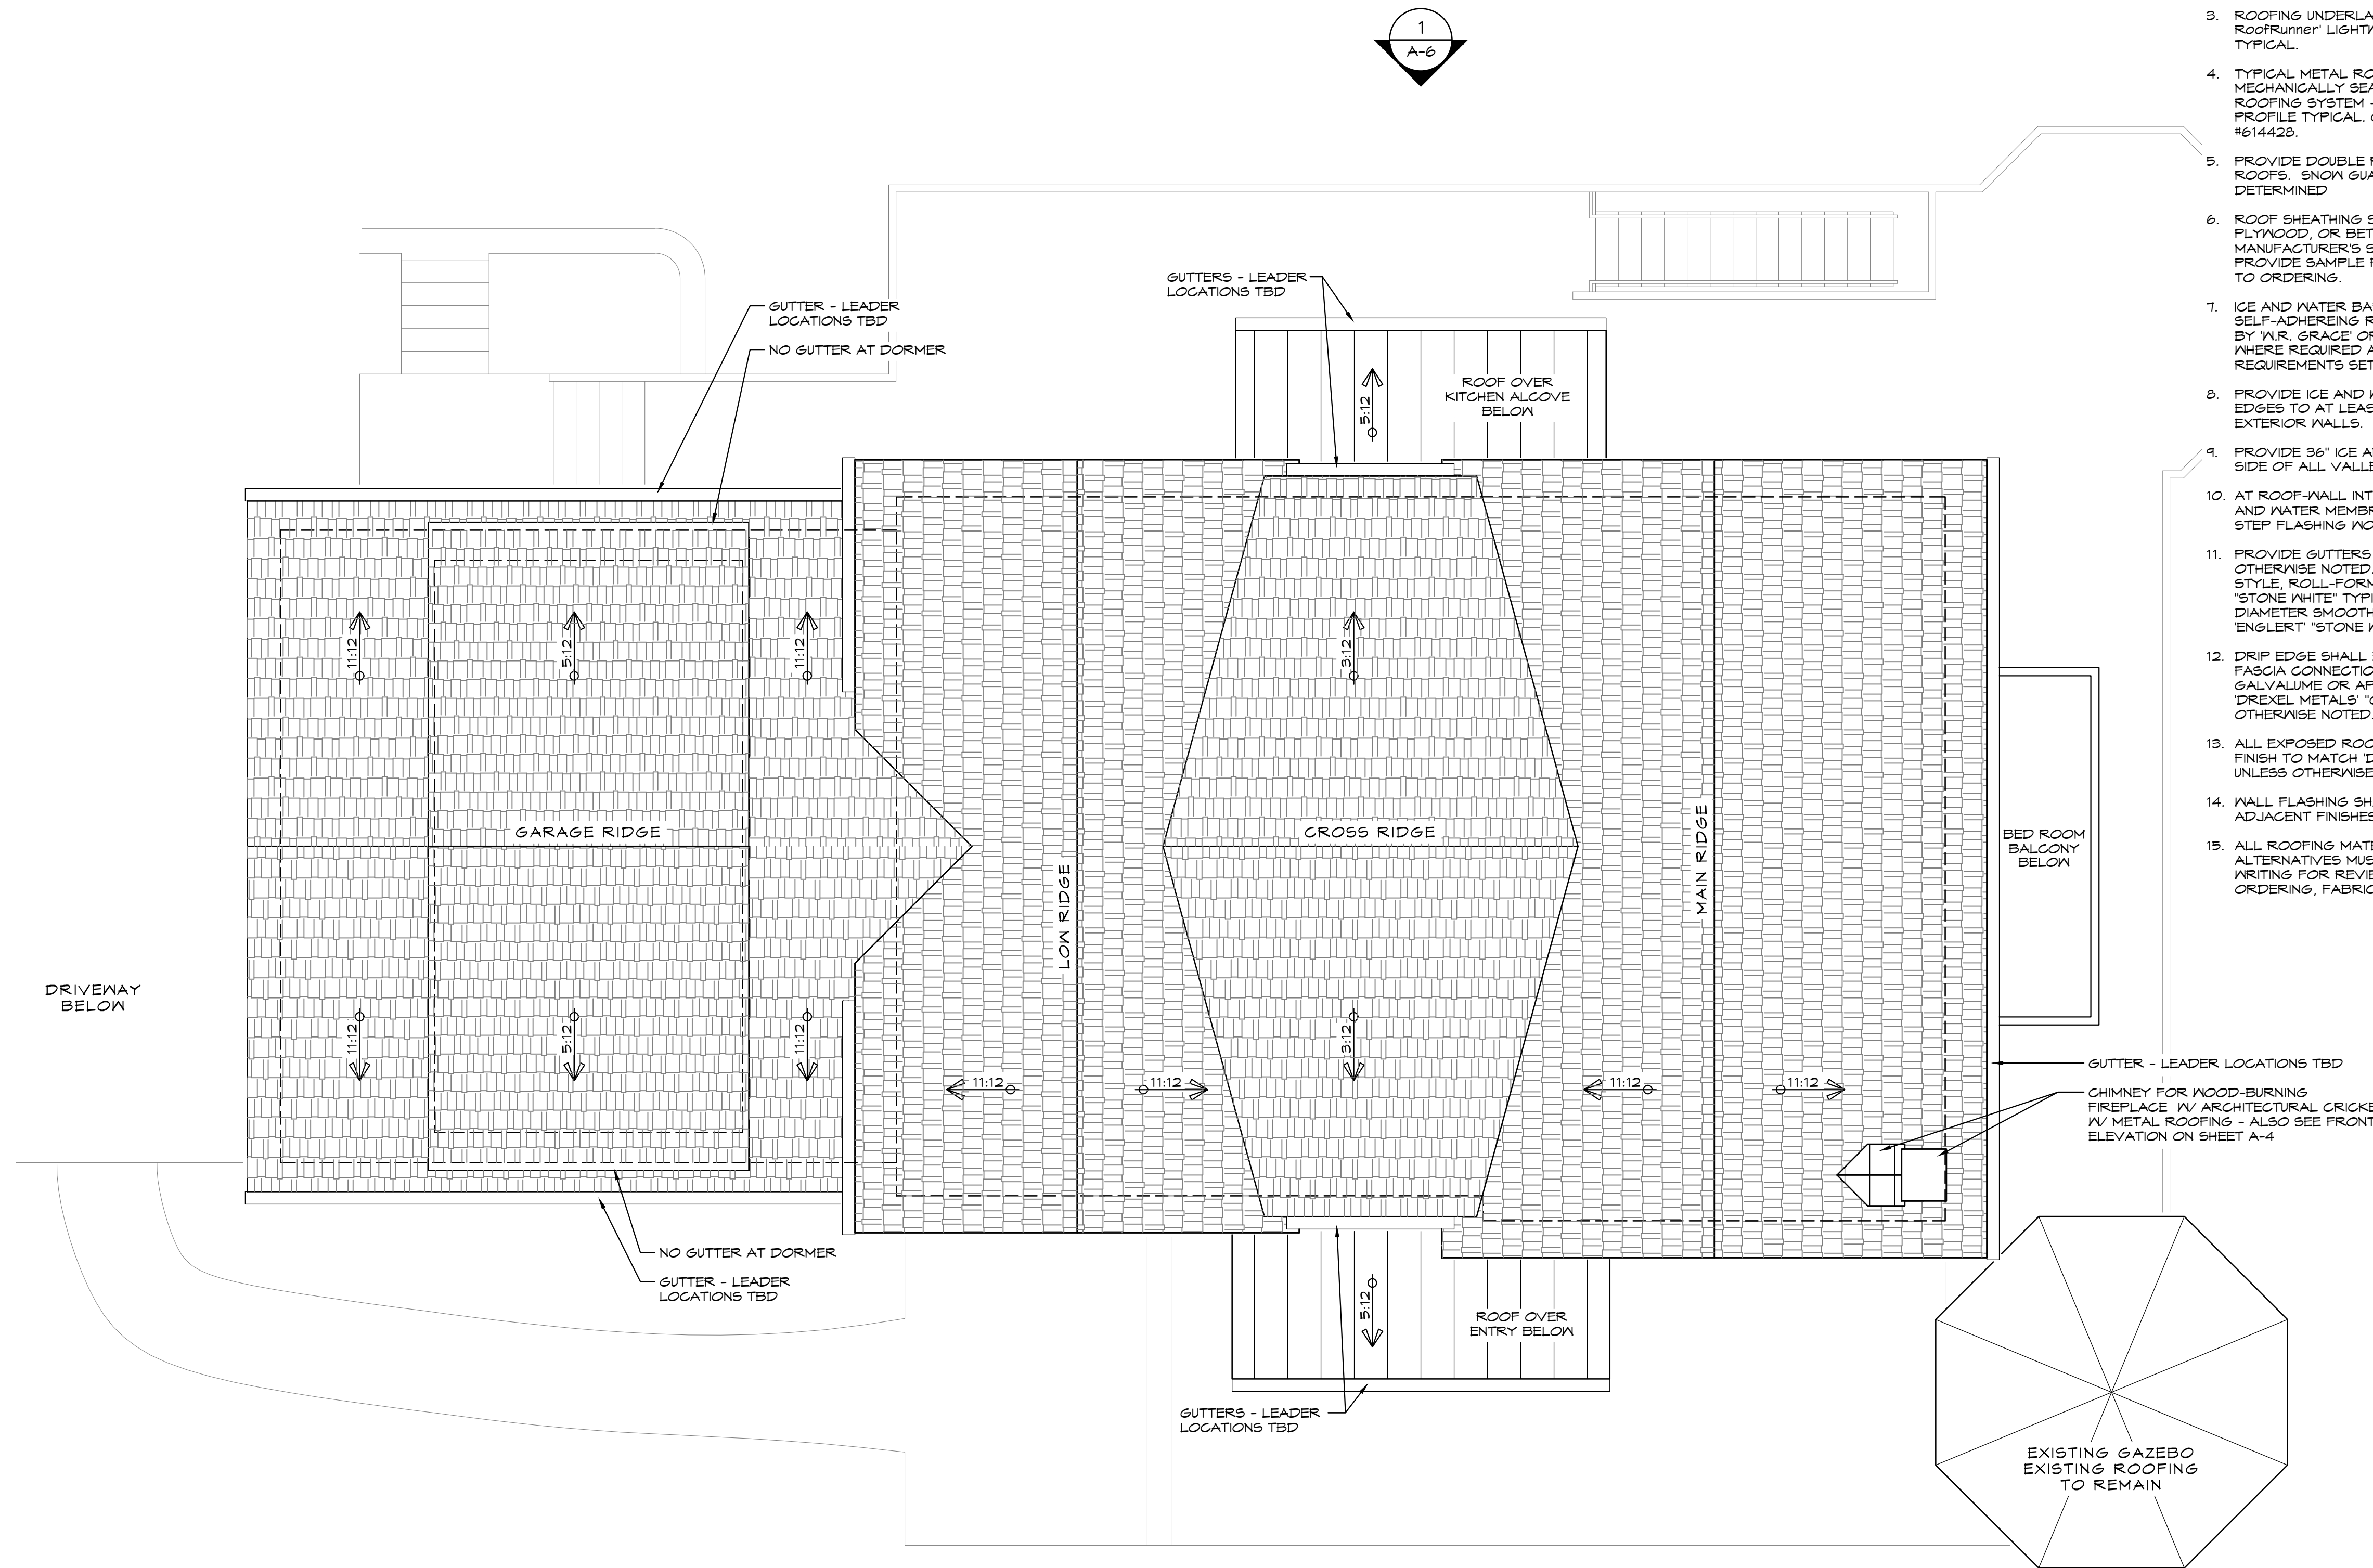 1
A-6
3. ROOFING UNDERLA
RoofRunner' LIGHTW
TYPICAL.
4. TYPICAL METAL RO
MECHANICALLY SEA
ROOFING SYSTEM -
PROFILE TYPICAL. C
#614428.
5. PROVIDE DOUBLE R
ROOFS. SNOW GUA
DETERMINED
6. ROOF SHEATHING S
PLYWOOD, OR BET
MANUFACTURER'S S
PROVIDE SAMPLE F
TO ORDERING.
7. ICE AND WATER BA
SELF-ADHEREING R
BY 'W.R. GRACE' OR
WHERE REQUIRED A
REQUIREMENTS SET
8. PROVIDE ICE AND W
EDGES TO AT LEAS
EXTERIOR WALLS.
9. PROVIDE 36" ICE A
SIDE OF ALL VALLE
10. AT ROOF-WALL INT
AND WATER MEMBR
STEP FLASHING WO
11. PROVIDE GUTTERS
OTHERWISE NOTED.
STYLE, ROLL-FORM
"STONE WHITE" TYPI
DIAMETER SMOOTH
'ENGLERT' "STONE W
12. DRIP EDGE SHALL
FASCIA CONNECTIO
GALVALUME OR AF
'DREXEL METALS' "C
OTHERWISE NOTED.
13. ALL EXPOSED ROO
FINISH TO MATCH 'D
UNLESS OTHERWISE
14. WALL FLASHING SH
ADJACENT FINISHES
15. ALL ROOFING MATE
ALTERNATIVES MUS
WRITING FOR REVIE
ORDERING, FABRIC
GUTTERS - LEADER
LOCATIONS TBD
GUTTER - LEADER
LOCATIONS TBD
NO GUTTER AT DORMER
ROOF OVER
KITCHEN ALCOVE
BELOW
5:12
11:12
5:12
11:12
3:12
GARAGE RIDGE
CROSS RIDGE
LOW RIDGE
MAIN RIDGE
BED ROOM
BALCONY
BELOW
DRIVEWAY
BELOW
11:12
5:12
11:12
3:12
11:12
11:12
11:12
11:12
GUTTER - LEADER LOCATIONS TBD
CHIMNEY FOR WOOD-BURNING
FIREPLACE W/ ARCHITECTURAL CRICKE
W/ METAL ROOFING - ALSO SEE FRONT
ELEVATION ON SHEET A-4
NO GUTTER AT DORMER
GUTTER - LEADER
LOCATIONS TBD
5:12
ROOF OVER
ENTRY BELOW
GUTTERS - LEADER
LOCATIONS TBD
EXISTING GAZEBO
EXISTING ROOFING
TO REMAIN